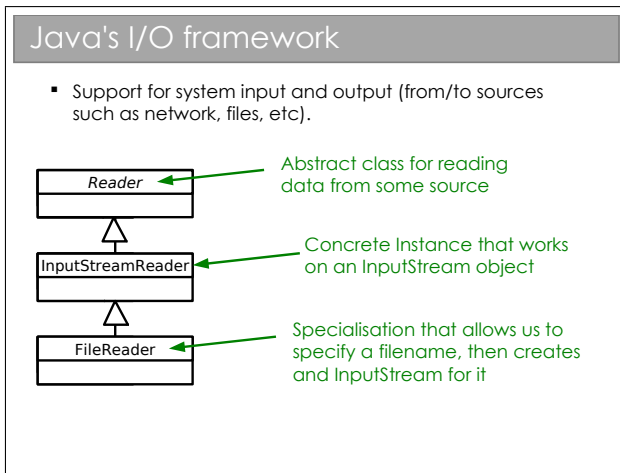 Java's I/O framework
▪ Support for system input and output (from/to sources
such as network, files, etc).
Reader
Abstract class for reading
data from some source
InputStreamReader
Concrete Instance that works
on an InputStream object
FileReader
Specialisation that allows us to
specify a filename, then creates
and InputStream for it